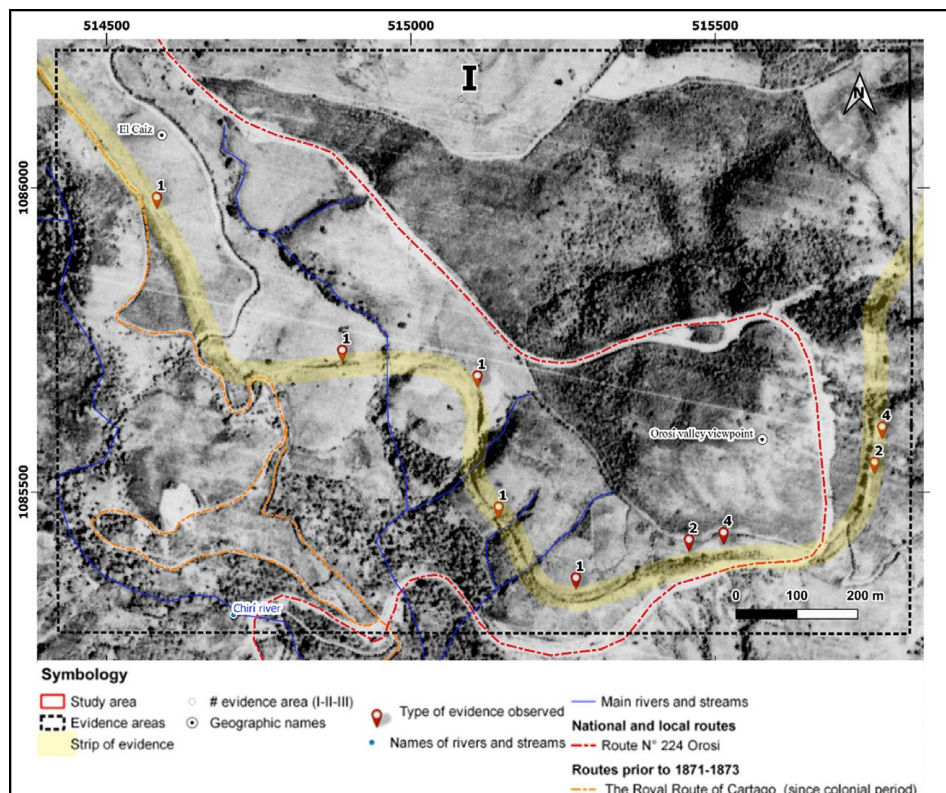 514500 515000 515500
I
N
El Caiz
1
1086000
1
1
Orosi valley viewpoint
4
2
1085500
1
2
4
1
0 100 200 m
Chirí river
Symbology
Study area
Evidence areas
Strip of evidence
# evidence area (I-II-III)
Geographic names
Type of evidence observed
Names of rivers and streams
Main rivers and streams
National and local routes
Route N° 224 Orosi
Routes prior to 1871-1873
The Royal Route of Cartago (since colonial period)